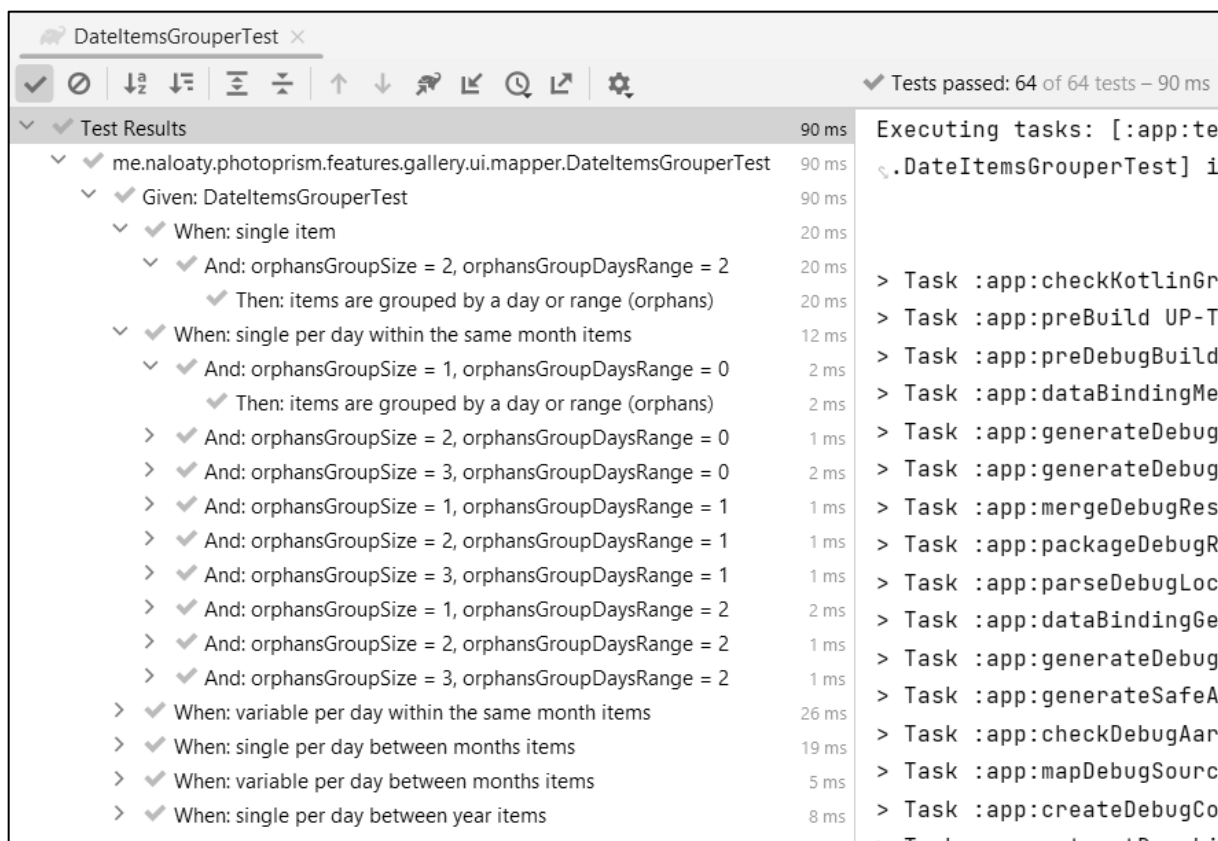 DateItemsGrouperTest
Tests passed: 64 of 64 tests – 90 ms
Test Results 90 ms
me.naloaty.photoprism.features.gallery.ui.mapper.DateItemsGrouperTest 90 ms
Given: DateItemsGrouperTest 90 ms
When: single item 20 ms
And: orphansGroupSize = 2, orphansGroupDaysRange = 2 20 ms
Then: items are grouped by a day or range (orphans) 20 ms
When: single per day within the same month items 12 ms
And: orphansGroupSize = 1, orphansGroupDaysRange = 0 2 ms
Then: items are grouped by a day or range (orphans) 2 ms
And: orphansGroupSize = 2, orphansGroupDaysRange = 0 1 ms
And: orphansGroupSize = 3, orphansGroupDaysRange = 0 2 ms
And: orphansGroupSize = 1, orphansGroupDaysRange = 1 1 ms
And: orphansGroupSize = 2, orphansGroupDaysRange = 1 1 ms
And: orphansGroupSize = 3, orphansGroupDaysRange = 1 1 ms
And: orphansGroupSize = 1, orphansGroupDaysRange = 2 2 ms
And: orphansGroupSize = 2, orphansGroupDaysRange = 2 1 ms
And: orphansGroupSize = 3, orphansGroupDaysRange = 2 1 ms
When: variable per day within the same month items 26 ms
When: single per day between months items 19 ms
When: variable per day between months items 5 ms
When: single per day between year items 8 ms
Executing tasks: [:app:te
.DateItemsGrouperTest] i
> Task :app:checkKotlinGr
> Task :app:preBuild UP-T
> Task :app:preDebugBuild
> Task :app:dataBindingMe
> Task :app:generateDebug
> Task :app:generateDebug
> Task :app:mergeDebugRes
> Task :app:packageDebugR
> Task :app:parseDebugLoc
> Task :app:dataBindingGe
> Task :app:generateDebug
> Task :app:generateSafeA
> Task :app:checkDebugAar
> Task :app:mapDebugSourc
> Task :app:createDebugCo